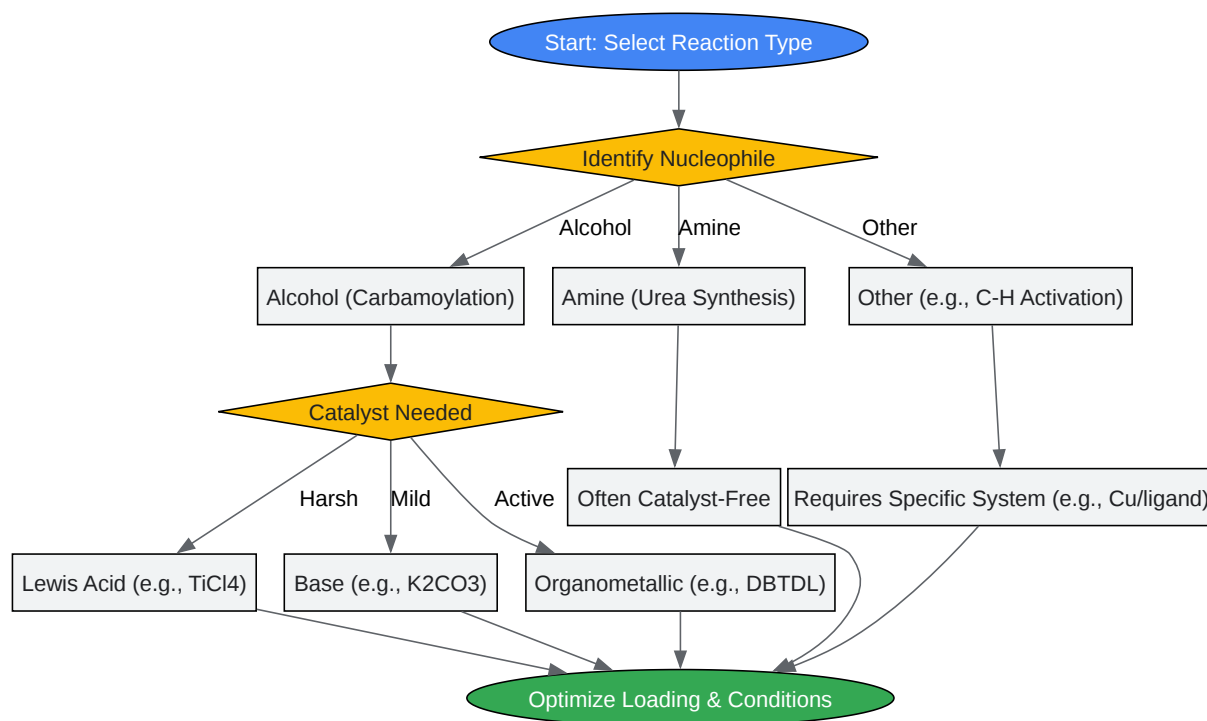 Start: Select Reaction Type
Identify Nucleophile
Alcohol
Amine
Other
Alcohol (Carbamoylation)
Amine (Urea Synthesis)
Other (e.g., C-H Activation)
Catalyst Needed
Harsh
Mild
Active
Often Catalyst-Free
Requires Specific System (e.g., Cu/ligand)
Lewis Acid (e.g., TiCl4)
Base (e.g., K2CO3)
Organometallic (e.g., DBTDL)
Optimize Loading & Conditions